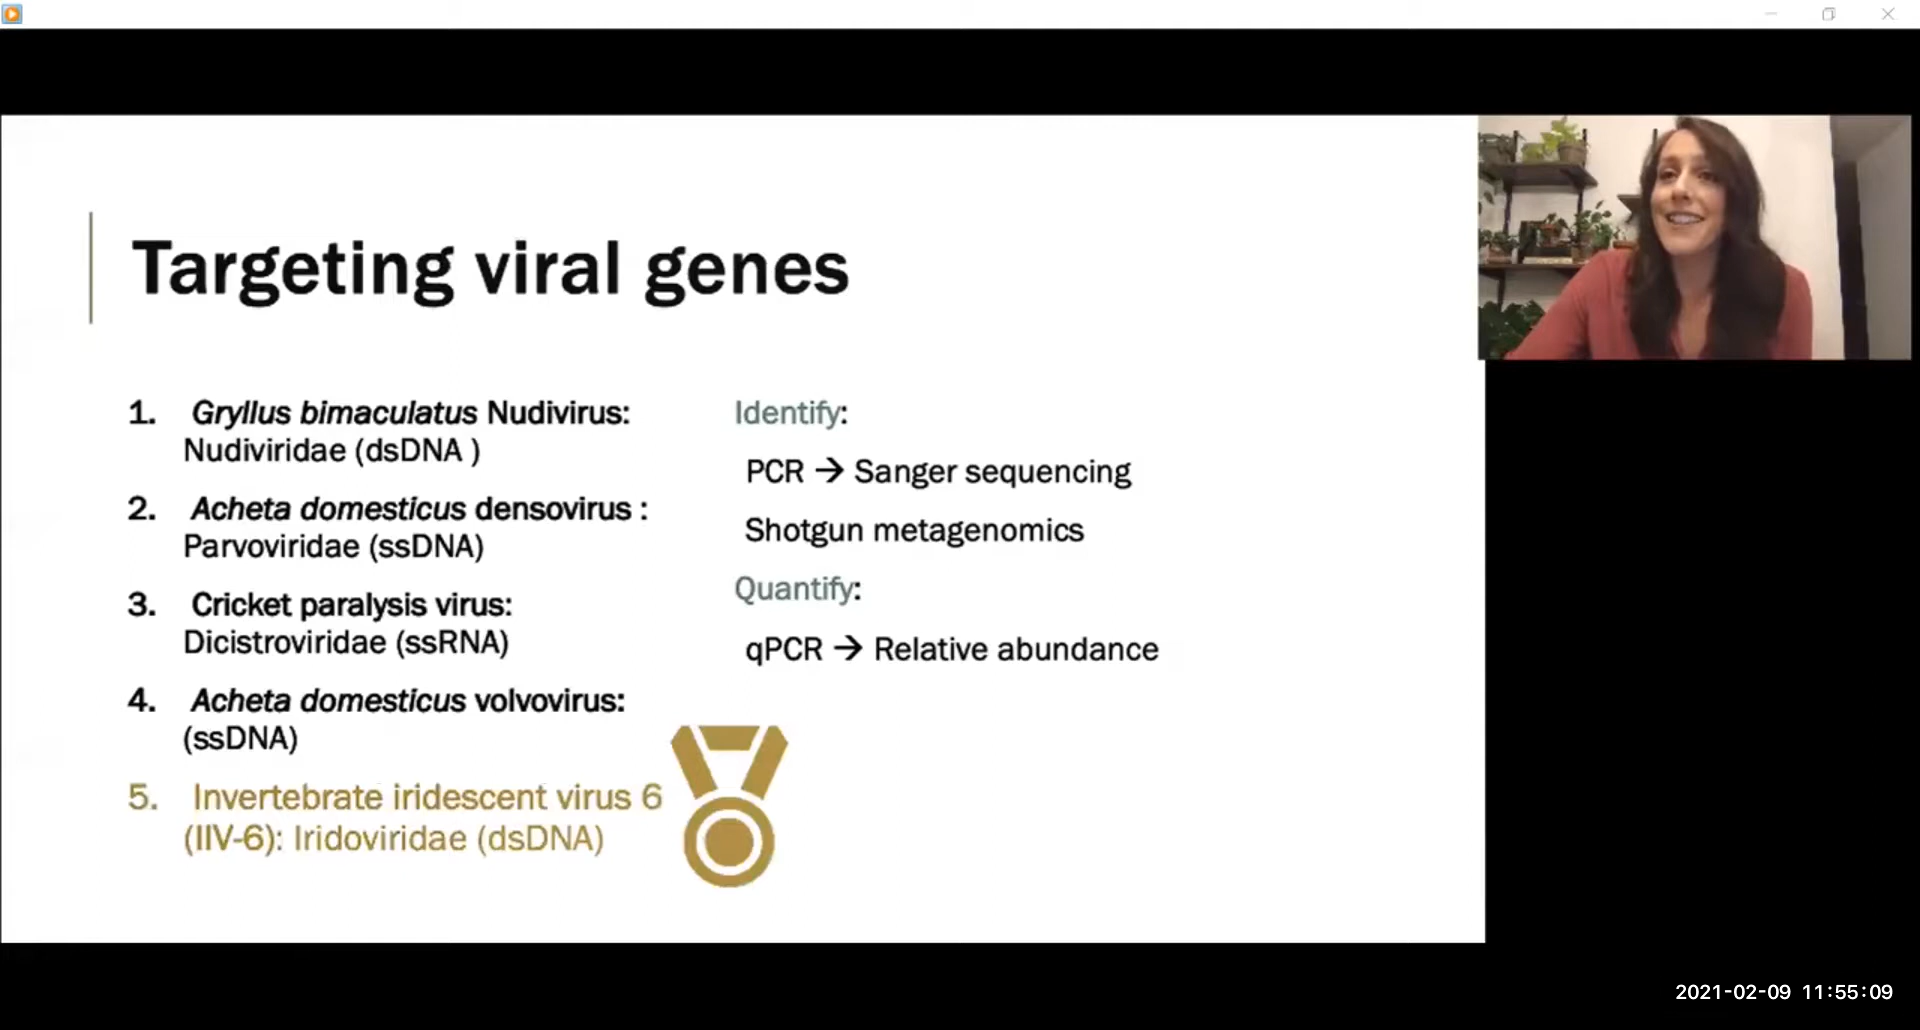 Targeting viral genes
1. Gryllus bimaculatus Nudivirus:
Nudiviridae (dsDNA )
2. Acheta domesticus densovirus :
Parvoviridae (ssDNA)
3. Cricket paralysis virus:
Dicistroviridae (ssRNA)
4. Acheta domesticus volvovirus:
(ssDNA)
5. Invertebrate iridescent virus 6
(IIV-6): Iridoviridae (dsDNA)
Identify:
PCR → Sanger sequencing
Shotgun metagenomics
Quantify:
qPCR → Relative abundance
2021-02-09 11:55:09